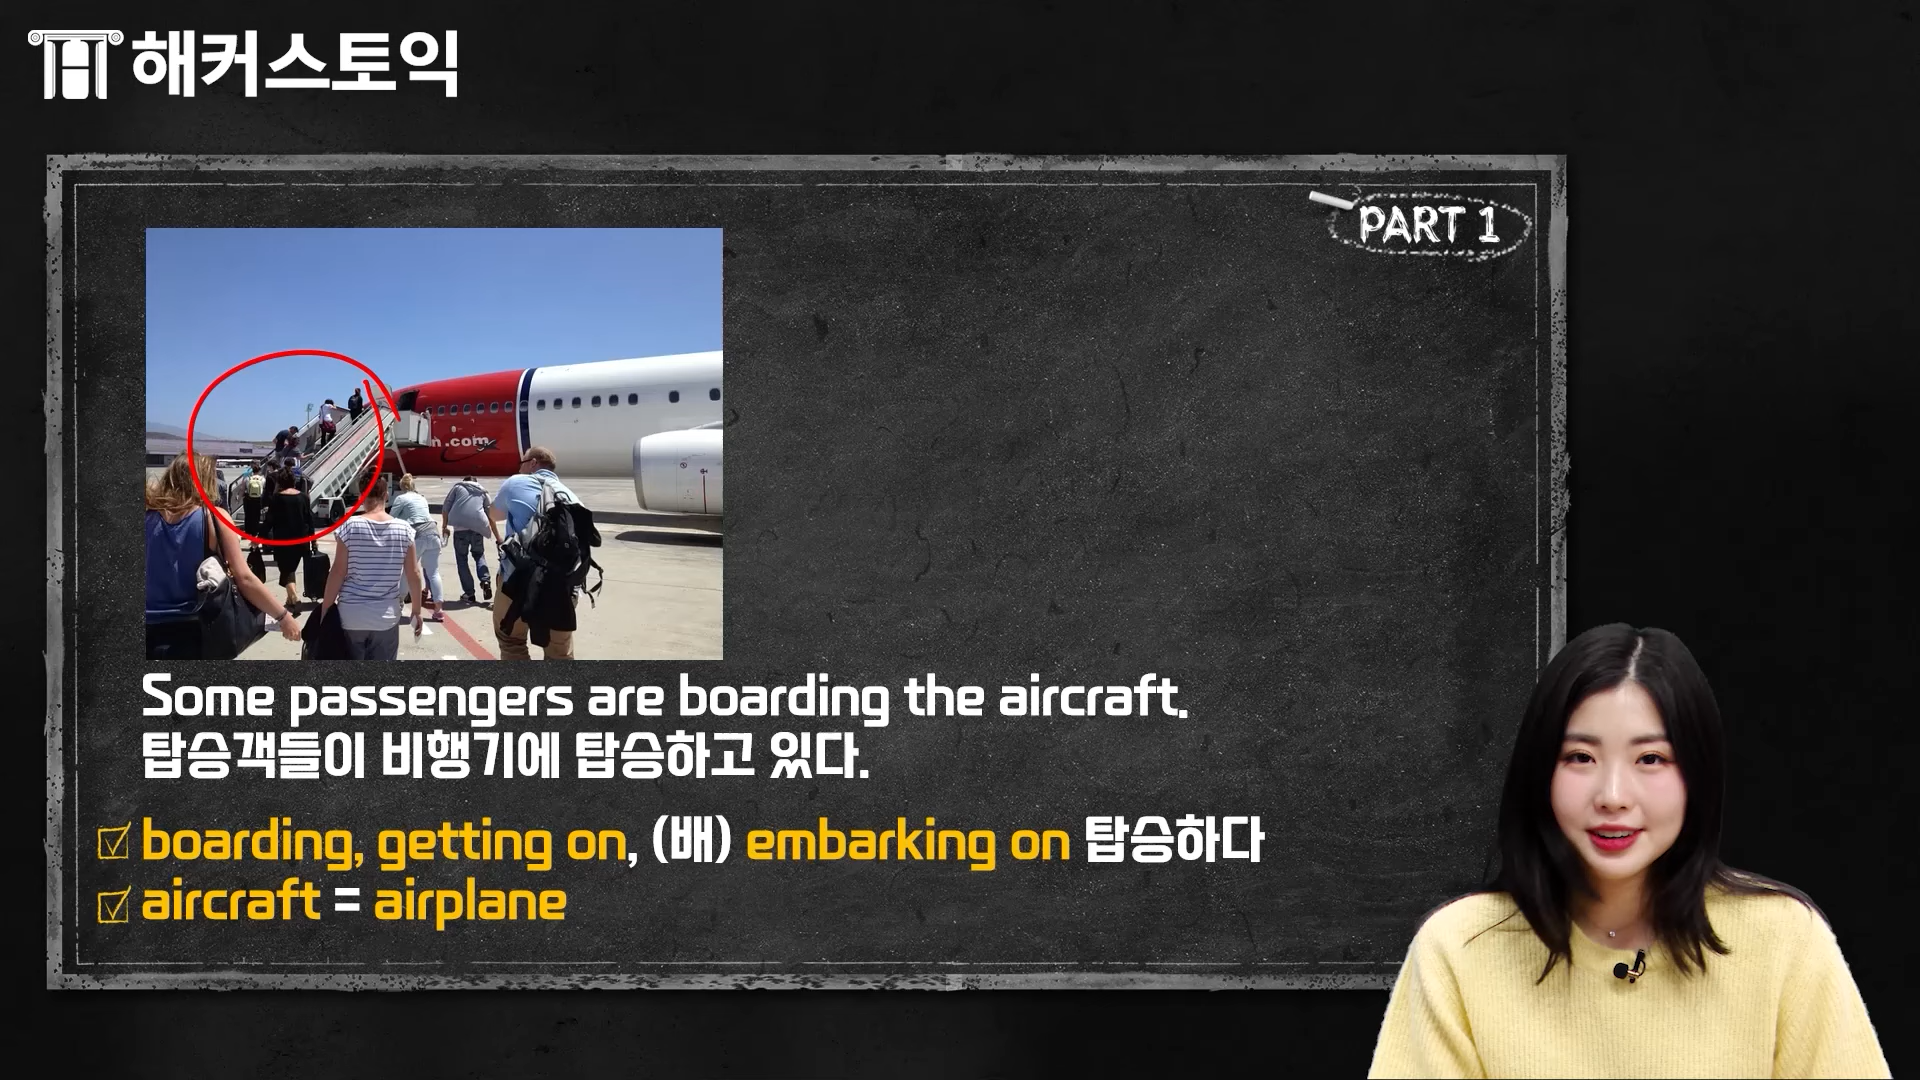 해커스토익
PART 1
n.com
Some passengers are boarding the aircraft.
탑승객들이 비행기에 탑승하고 있다.
boarding, getting on, (배) embarking on 탑승하다
aircraft = airplane